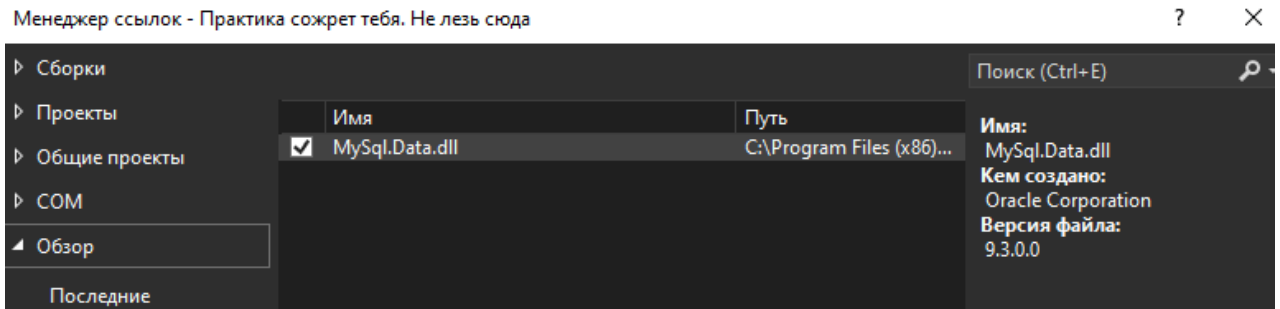 Менеджер ссылок - Практика сожрет тебя. Не лезь сюда
Сборки
Проекты
Общие проекты
COM
Обзор
Последние
Имя Путь
MySql.Data.dll C:\Program Files (x86)...
Поиск (Ctrl+E)
Имя:
MySql.Data.dll
Кем создано:
Oracle Corporation
Версия файла:
9.3.0.0